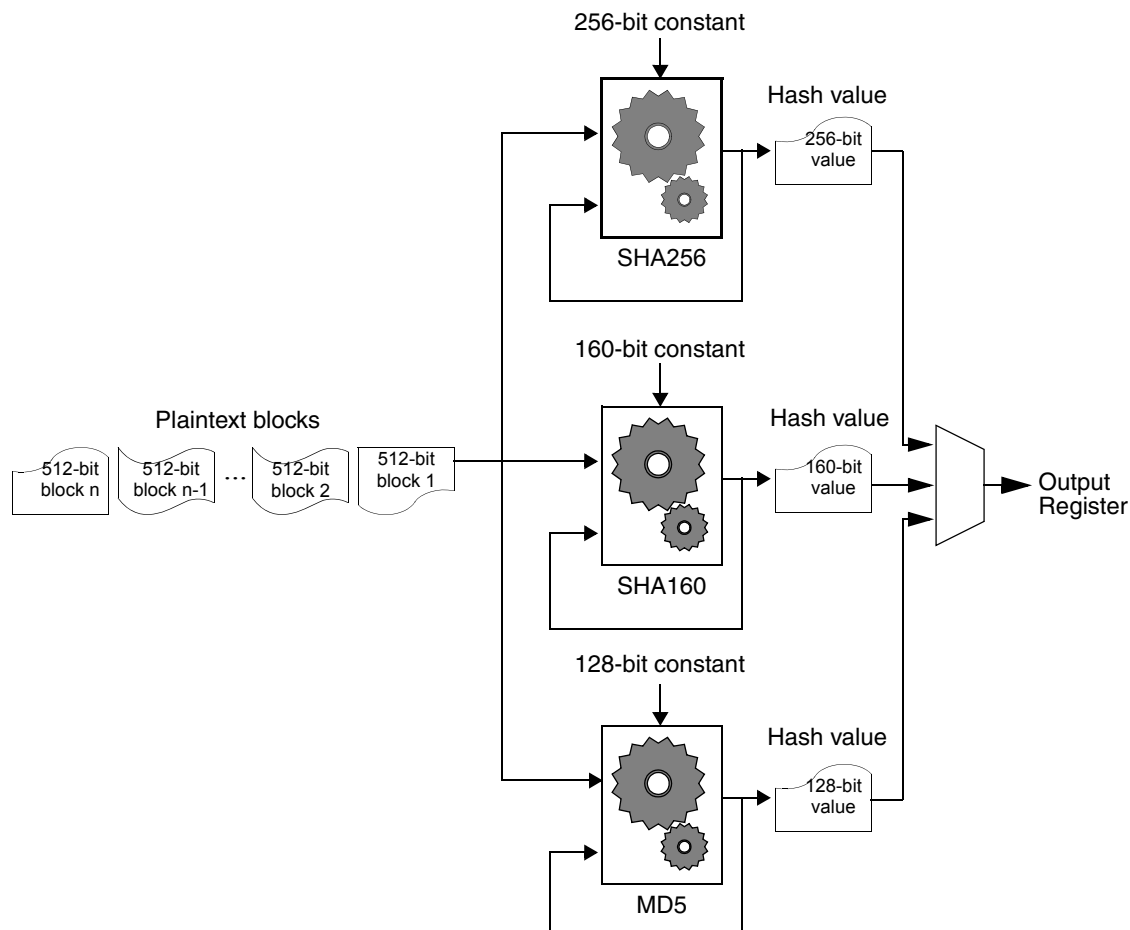 256-bit constant
Hash value
256-bit
value
SHA256
160-bit constant
Plaintext blocks
Hash value
512-bit
block n
512-bit
block n-1
...
512-bit
block 2
512-bit
block 1
160-bit
value
Output
Register
SHA160
128-bit constant
Hash value
128-bit
value
MD5